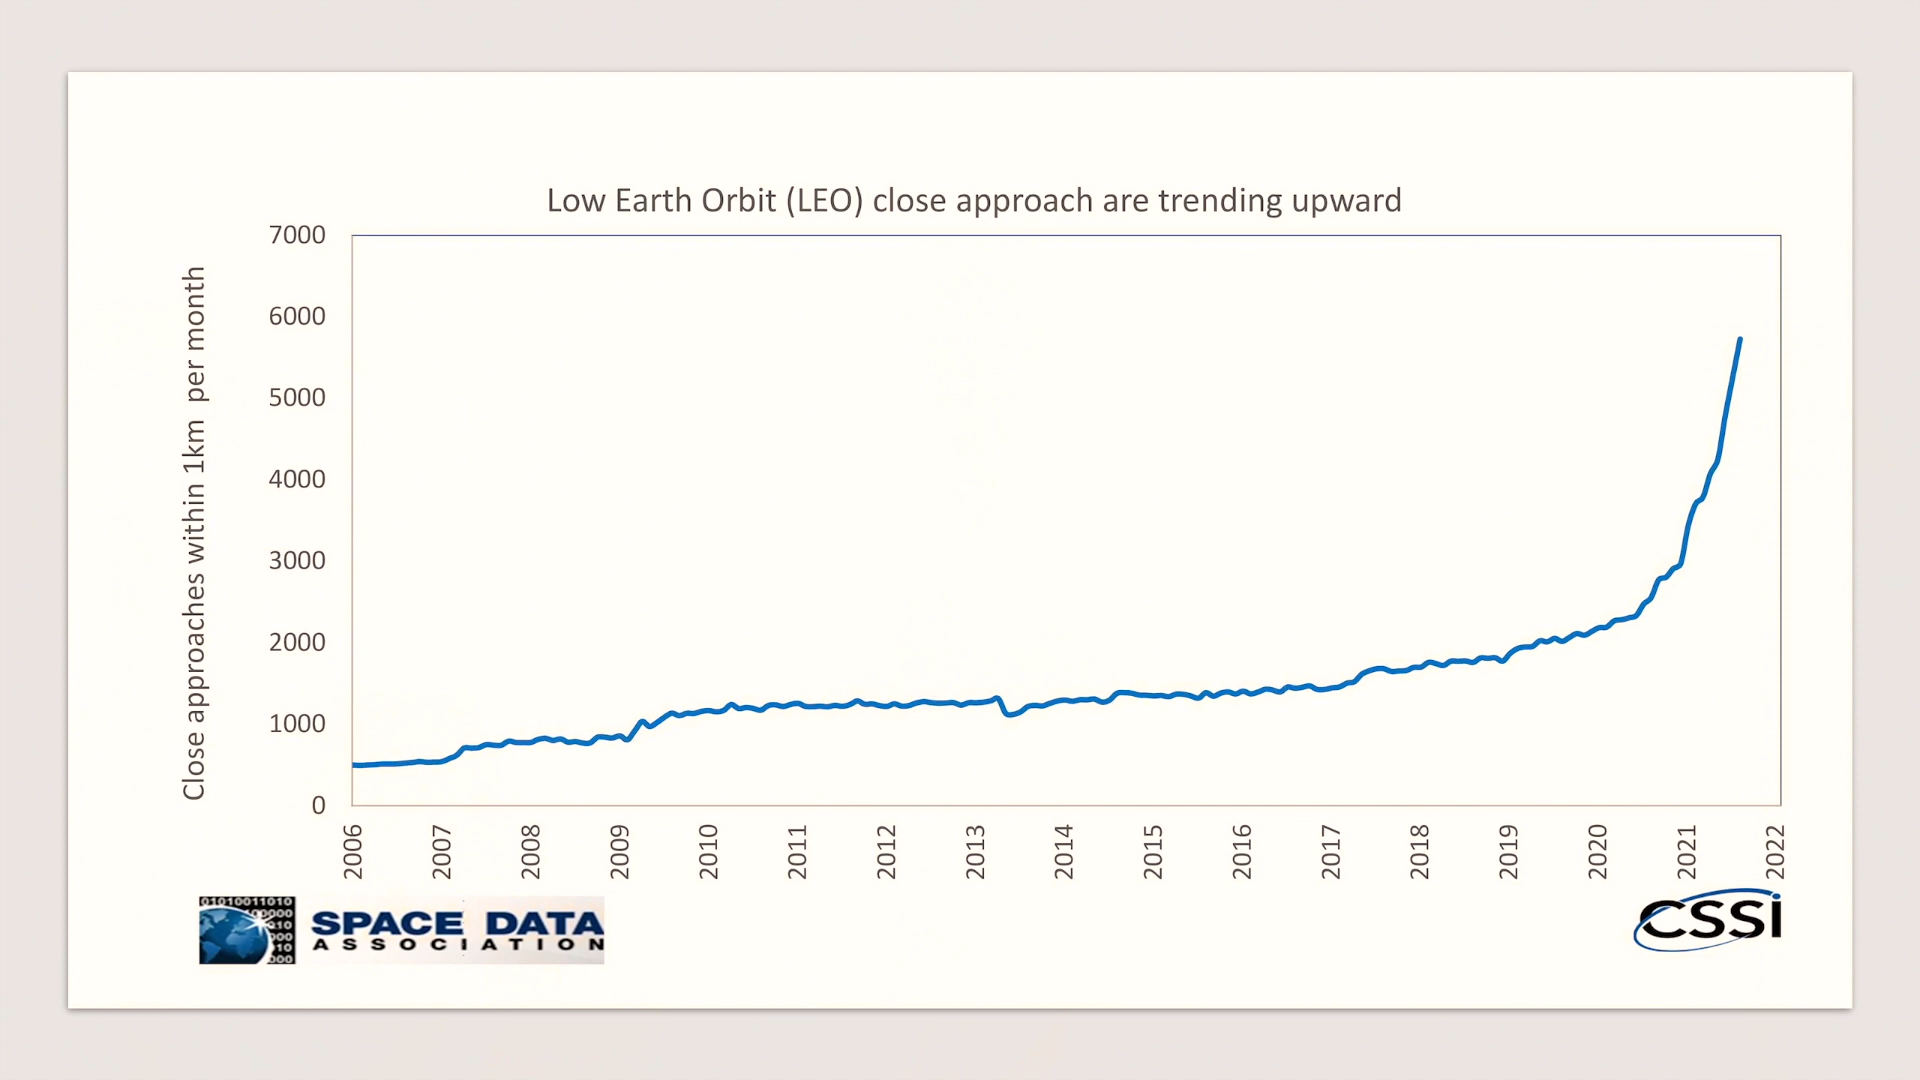 Low Earth Orbit (LEO) close approach are trending upward
Close approaches within 1km per month
7000
6000
5000
4000
3000
2000
1000
0
2006 2007 2008 2009 2010 2011 2012 2013 2014 2015 2016 2017 2018 2019 2020 2021 2022
01010011010
SPACE DATA
ASSOCIATION
CSSi